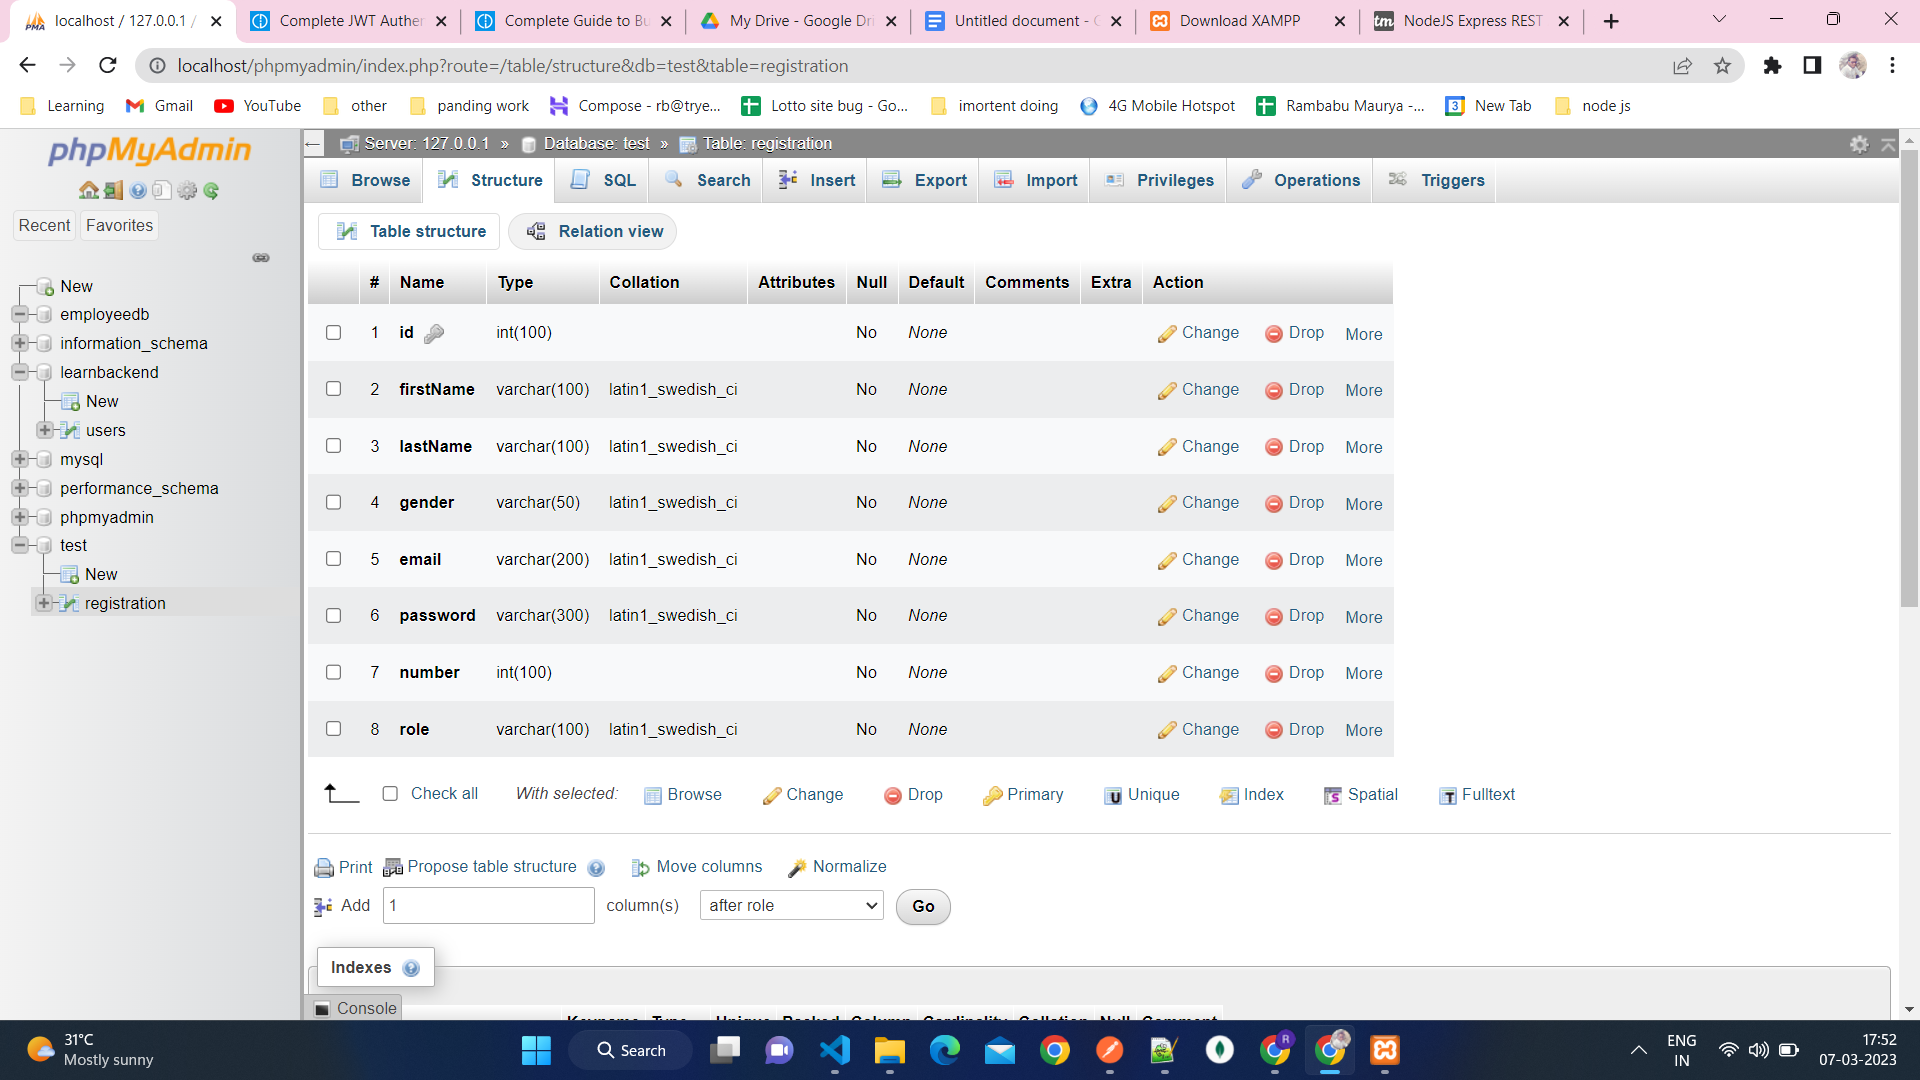 localhost / 127.0.0.1 /
Complete JWT Auther
Complete Guide to Bu
My Drive - Google Dri
Untitled document - G
Download XAMPP
NodeJS Express REST
localhost/phpmyadmin/index.php?route=/table/structure&db=test&table=registration
Learning Gmail YouTube other panding work Compose - rb@trye... Lotto site bug - Go... imortent doing 4G Mobile Hotspot Rambabu Maurya -... New Tab node js
phpMyAdmin
Recent Favorites
New
employeedb
information_schema
learnbackend
New
users
mysql
performance_schema
phpmyadmin
test
New
registration
Server: 127.0.0.1 » Database: test » Table: registration
Browse Structure SQL Search Insert Export Import Privileges Operations Triggers
Table structure Relation view
# Name Type Collation Attributes Null Default Comments Extra Action
1 id int(100) No None Change Drop More
2 firstName varchar(100) latin1_swedish_ci No None Change Drop More
3 lastName varchar(100) latin1_swedish_ci No None Change Drop More
4 gender varchar(50) latin1_swedish_ci No None Change Drop More
5 email varchar(200) latin1_swedish_ci No None Change Drop More
6 password varchar(300) latin1_swedish_ci No None Change Drop More
7 number int(100) No None Change Drop More
8 role varchar(100) latin1_swedish_ci No None Change Drop More
Check all With selected: Browse Change Drop Primary Unique Index Spatial Fulltext
Print Propose table structure Move columns Normalize
Add 1 column(s) after role Go
Indexes
Console
Keyname Type Unique Packed Column Cardinality Collation Null Comment
31°C
Mostly sunny
Search
ENG
IN
17:52
07-03-2023